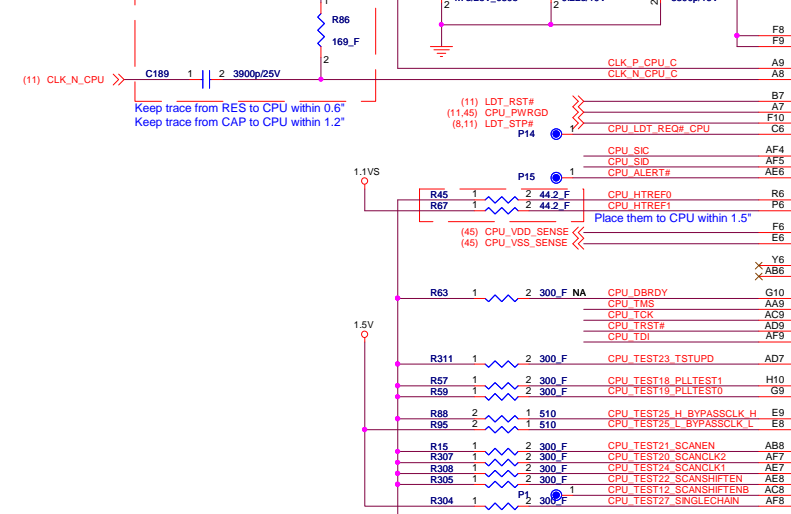 R86
169_F
2
2
2
2
F8
F9
CLK_P_CPU_C A9
CLK_N_CPU_C A8
(11) CLK_N_CPU C189 1 2 3900p/25V
Keep trace from RES to CPU within 0.6"
Keep trace from CAP to CPU within 1.2"
B7
(11) LDT_RST#
A7
(11,45) CPU_PWRGD
F10
(8,11) LDT_STP#
P14 1 CPU_LDT_REQ#_CPU C6
CPU_SIC AF4
CPU_SID AF5
P15 1 CPU_ALERT# AE6
1.1VS
R45 1 2 44.2_F CPU_HTREF0 R6
R67 1 2 44.2_F CPU_HTREF1 P6
Place them to CPU within 1.5"
(45) CPU_VDD_SENSE F6
(45) CPU_VSS_SENSE E6
Y6
AB6
R63 1 2 300_F NA CPU_DBRDY G10
CPU_TMS AA9
CPU_TCK AC9
CPU_TRST# AD9
CPU_TDI AF9
1.5V
R311 1 2 300_F CPU_TEST23_TSTUPD AD7
R57 1 2 300_F CPU_TEST18_PLLTEST1 H10
R59 1 2 300_F CPU_TEST19_PLLTEST0 G9
R88 2 1 510 CPU_TEST25_H_BYPASSCLK_H E9
R95 2 1 510 CPU_TEST25_L_BYPASSCLK_L E8
R15 1 2 300_F CPU_TEST21_SCANEN AB8
R307 1 2 300_F CPU_TEST20_SCANCLK2 AF7
R308 1 2 300_F CPU_TEST24_SCANCLK1 AE7
R305 1 2 300_F CPU_TEST22_SCANSHIFTEN AE8
P1 1 CPU_TEST12_SCANSHIFTENB AC8
R304 1 2 300_F CPU_TEST27_SINGLECHAIN AF8